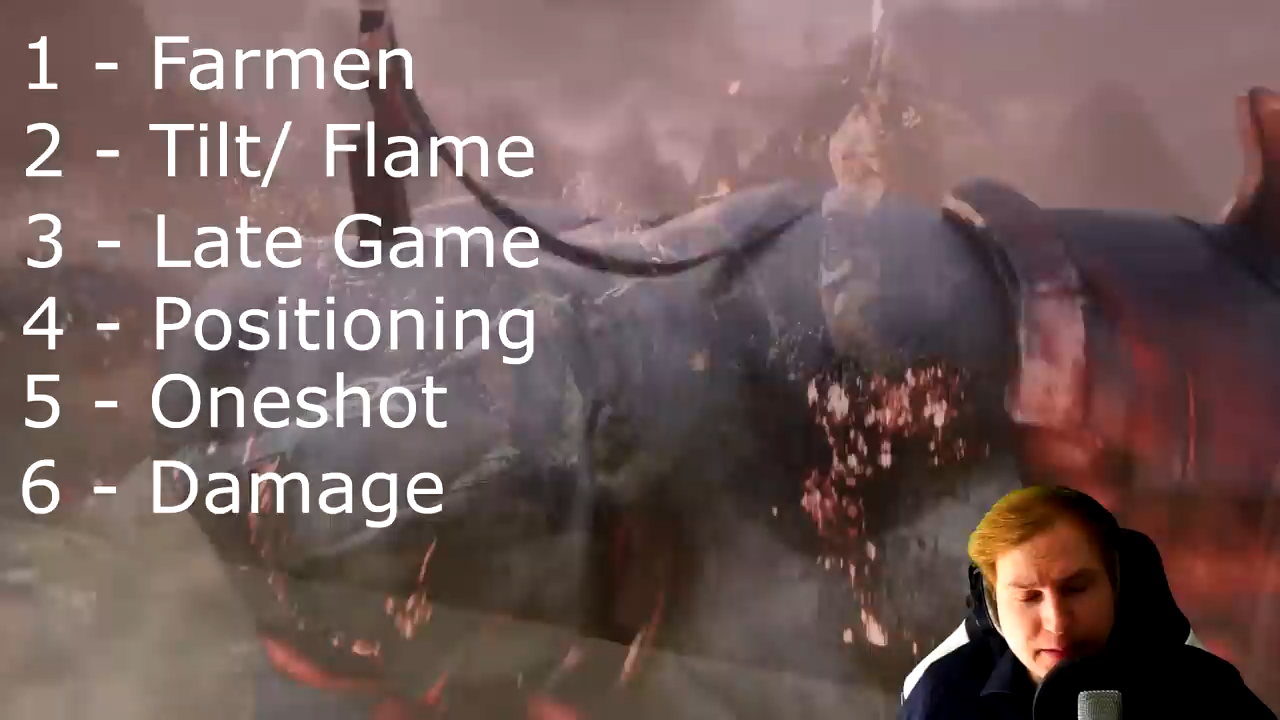 1 - Farmen
2 - Tilt/ Flame
3 - Late Game
4 - Positioning
5 - Oneshot
6 - Damage